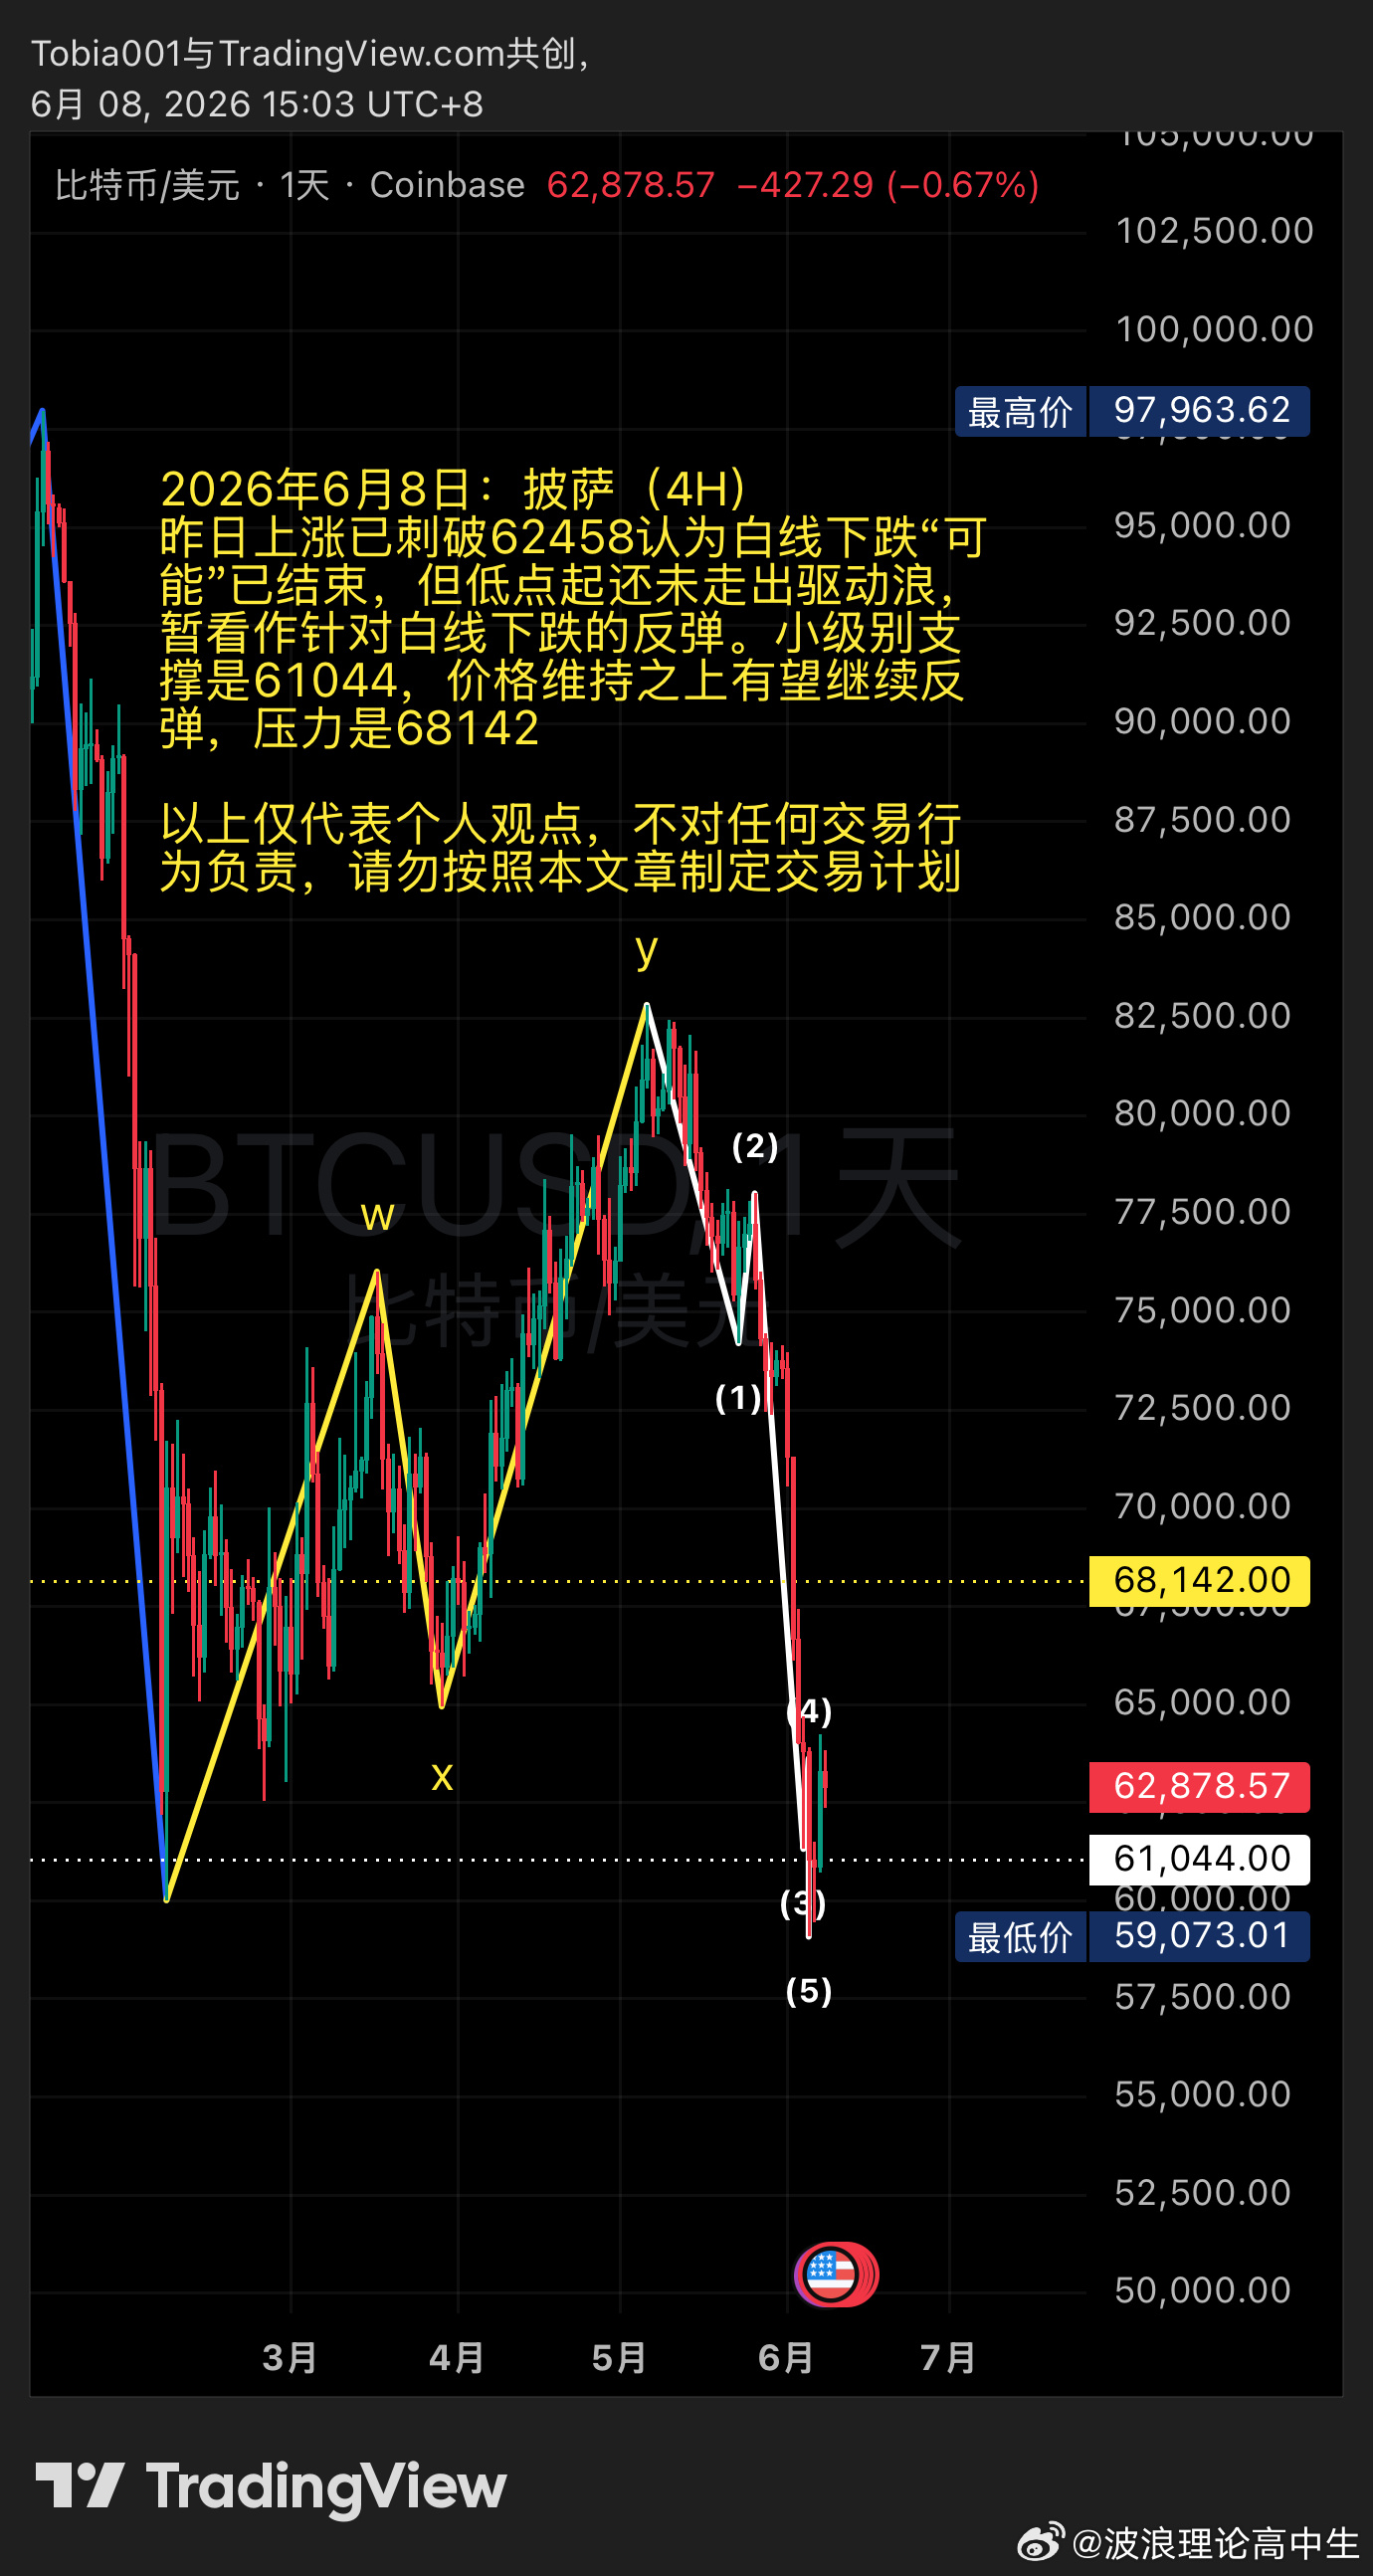 Tobia001与TradingView.com共创，
6月 08, 2026 15:03 UTC+8
105,000.00
比特币/美元 · 1天 · Coinbase 62,878.57 −427.29 (−0.67%)
102,500.00
100,000.00
最高价 97,963.62
2026年6月8日：披萨（4H）
昨日上涨已刺破62458认为白线下跌“可
能”已结束，但低点起还未走出驱动浪，
暂看作针对白线下跌的反弹。小级别支
撑是61044，价格维持之上有望继续反
弹，压力是68142
以上仅代表个人观点，不对任何交易行
为负责，请勿按照本文章制定交易计划
95,000.00
92,500.00
90,000.00
87,500.00
85,000.00
y
82,500.00
80,000.00
(2)
BTCUSD, 1天
比特币/美元
w
77,500.00
75,000.00
(1)
72,500.00
70,000.00
68,142.00
67,500.00
65,000.00
(4)
x
62,878.57
61,044.00
60,000.00
(3)
最低价 59,073.01
(5)
57,500.00
55,000.00
52,500.00
50,000.00
3月 4月 5月 6月 7月
TradingView
@波浪理论高中生